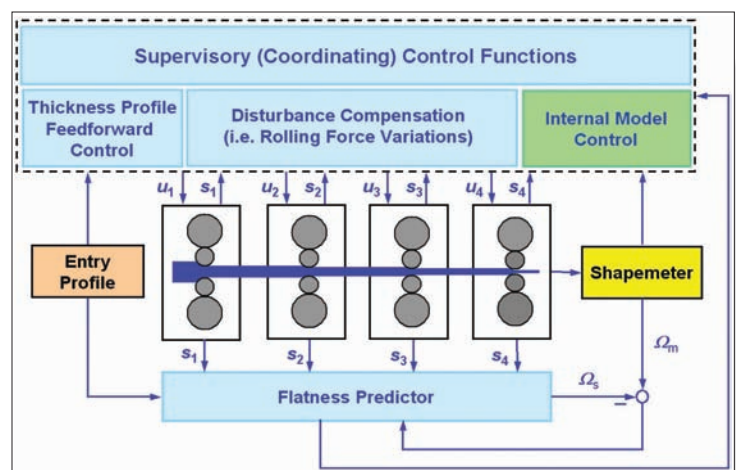 Supervisory (Coordinating) Control Functions
Thickness Profile
Feedforward
Control
Disturbance Compensation
(i.e. Rolling Force Variations)
Internal Model
Control
u1 s1 u2 s2 u3 s3 u4 s4
Entry
Profile
Shapemeter
s1 s2 s3 s4
Ωm
Flatness Predictor
Ωs
–